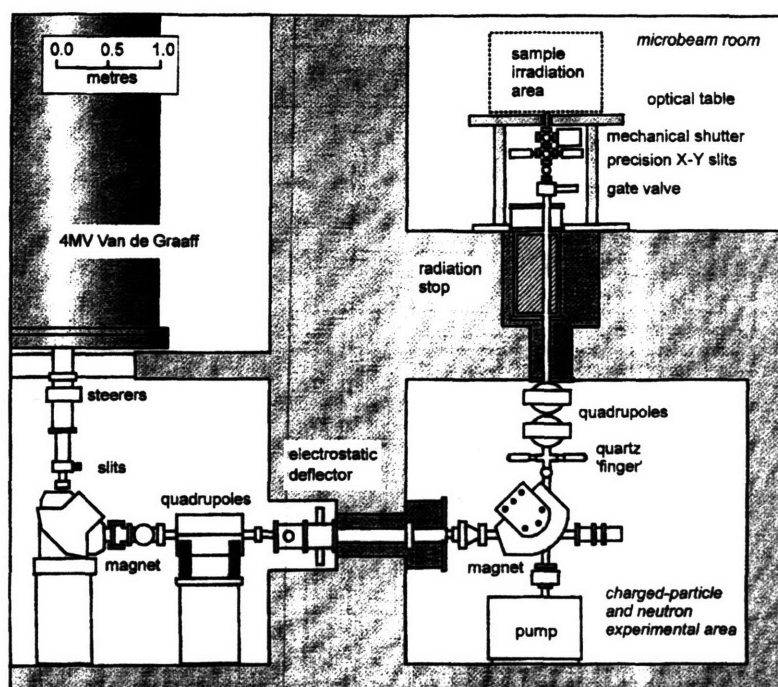 0.0 0.5 1.0
metres
4MV Van de Graaff
steerers
slits
magnet
quadrupoles
electrostatic
deflector
microbeam room
sample
irradiation
area
optical table
mechanical shutter
precision X-Y slits
gate valve
radiation
stop
quadrupoles
quartz
'finger'
magnet
pump
charged-particle
and neutron
experimental area